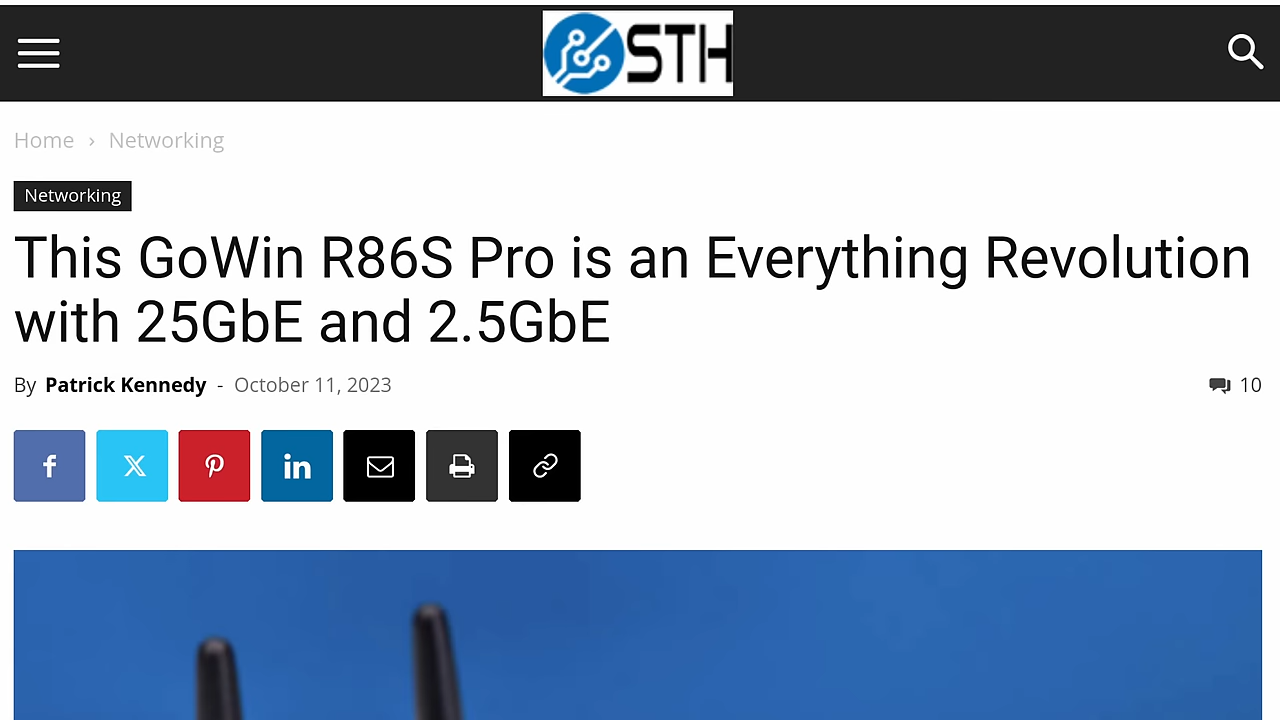 STH
Home › Networking
Networking
This GoWin R86S Pro is an Everything Revolution
with 25GbE and 2.5GbE
By Patrick Kennedy - October 11, 2023 10